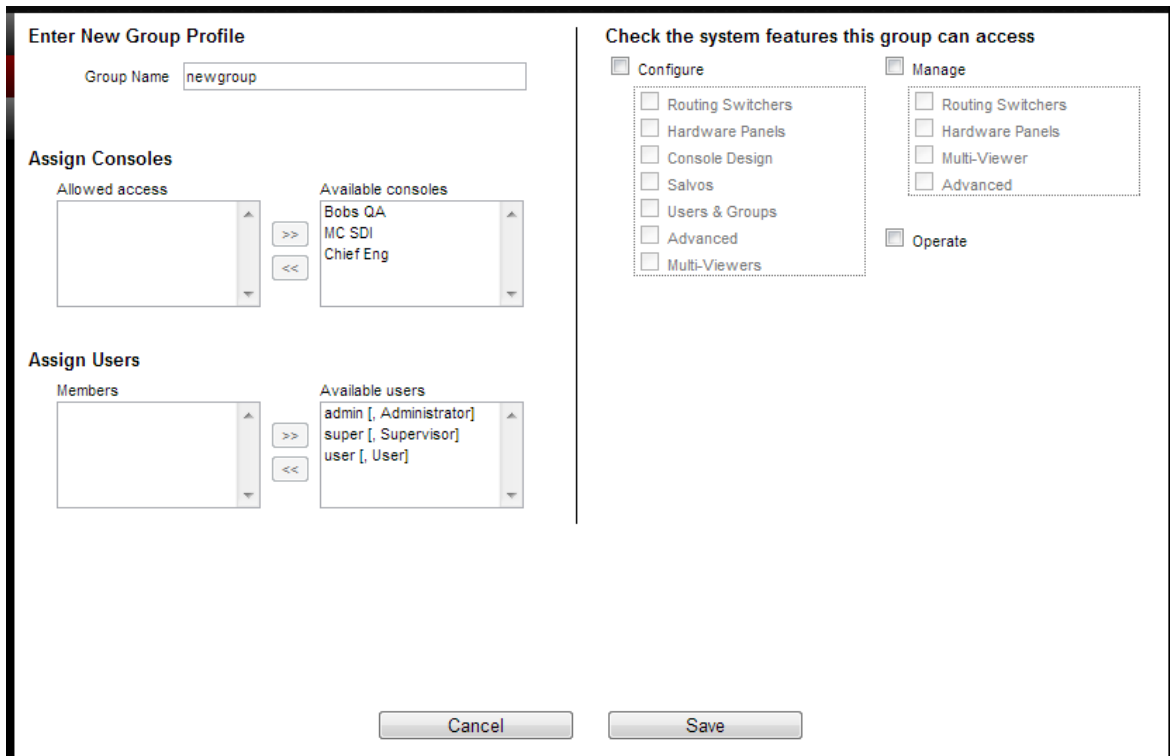 Enter New Group Profile
Group Name newgroup
Assign Consoles
Allowed access
Available consoles
>>
<<
Bobs QA
MC SDI
Chief Eng
Assign Users
Members
Available users
>>
<<
admin [, Administrator]
super [, Supervisor]
user [, User]
Check the system features this group can access
Configure
Routing Switchers
Hardware Panels
Console Design
Salvos
Users & Groups
Advanced
Multi-Viewers
Manage
Routing Switchers
Hardware Panels
Multi-Viewer
Advanced
Operate
Cancel
Save